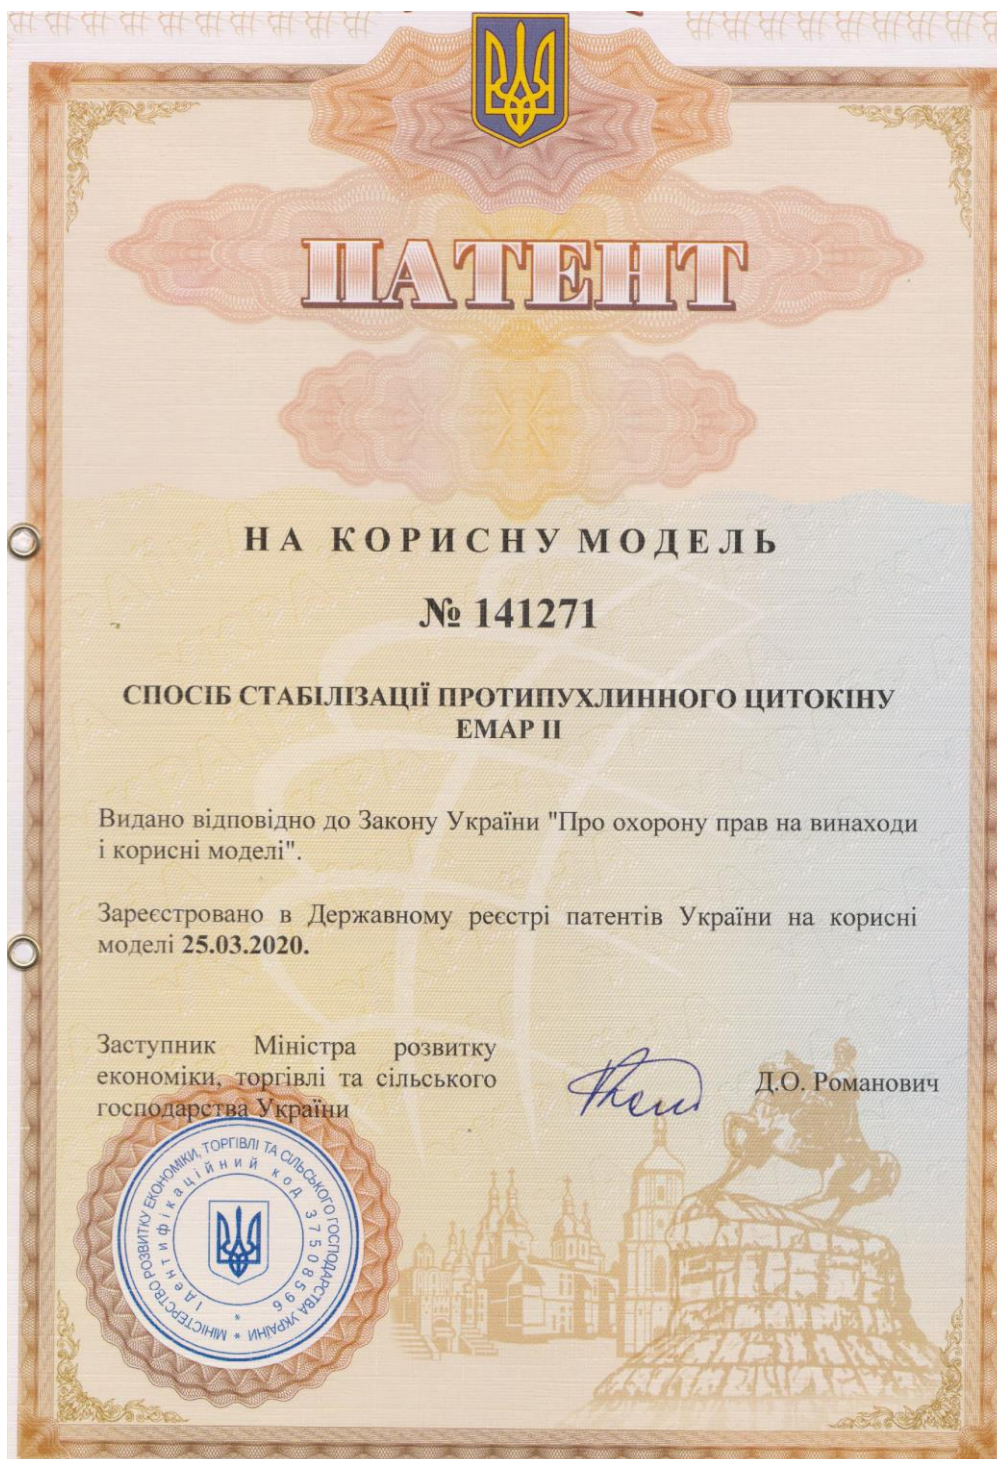 ПАТЕНТ
НА КОРИСНУ МОДЕЛЬ
№ 141271
СПОСІБ СТАБІЛІЗАЦІЇ ПРОТИПУХЛИННОГО ЦИТОКІНУ
ЕМАР ІІ
Видано відповідно до Закону України "Про охорону прав на винаходи
і корисні моделі".
Зареєстровано в Державному реєстрі патентів України на корисні
моделі 25.03.2020.
Заступник Міністра розвитку
економіки, торгівлі та сільського
господарства України
Д.О. Романович
МІНІСТЕРСТВО РОЗВИТКУ ЕКОНОМІКИ, ТОРГІВЛІ ТА СІЛЬСЬКОГО ГОСПОДАРСТВА УКРАЇНИ *
Ідентифікаційний код 37508596 *